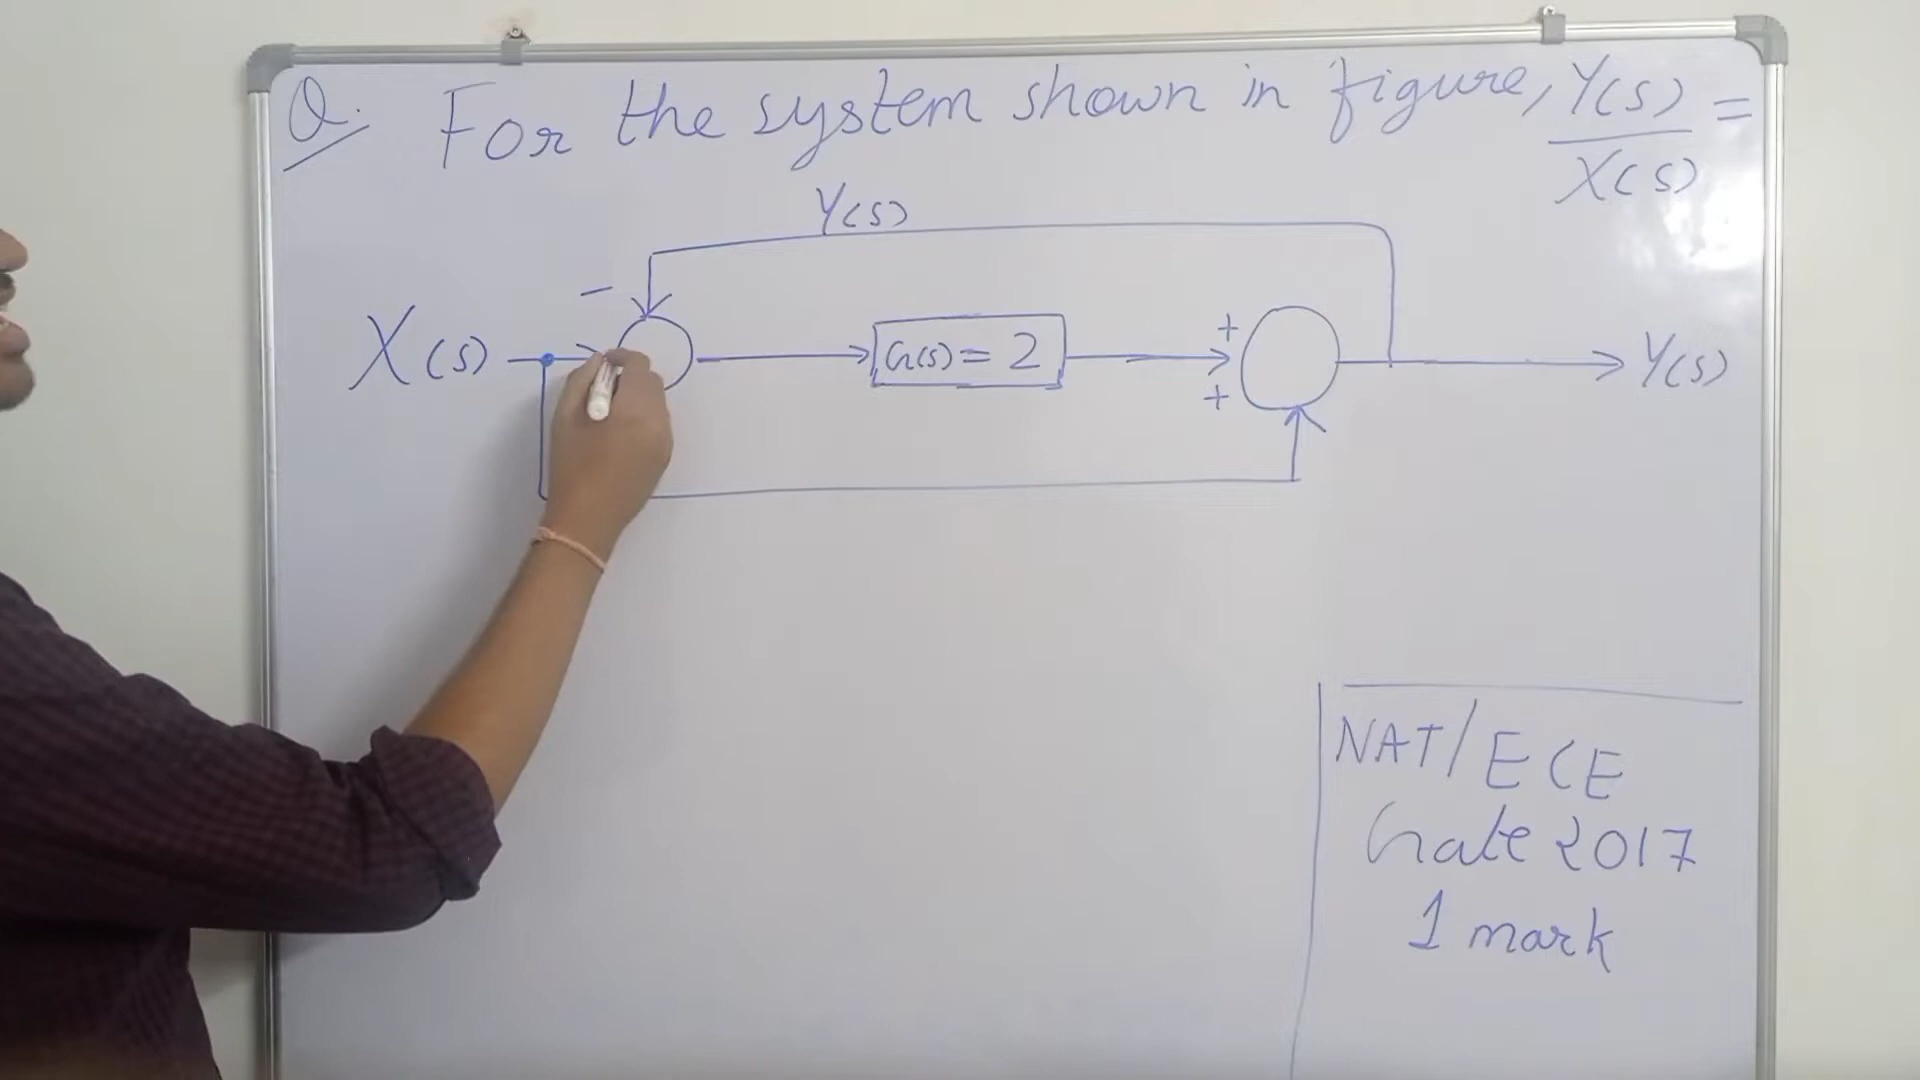 Q. For the system shown in figure, Y(s)/X(s) =
Y(s)
X(s)
−
G(s) = 2
+
+
Y(s)
NAT/ECE
Gate 2017
1 mark